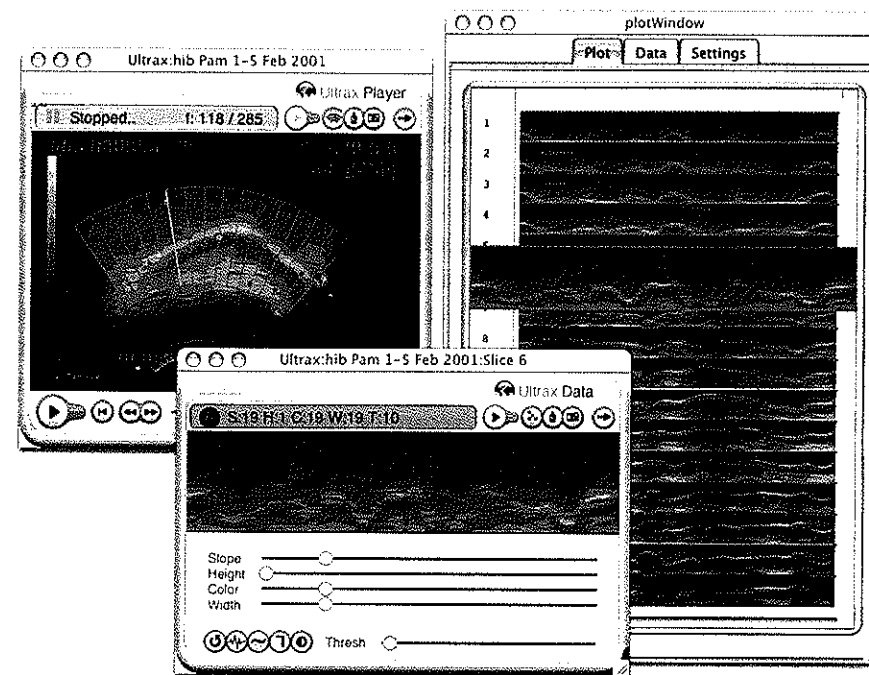 Ultrax:hib Pam 1-5 Feb 2001
Ultrax Player
Stopped.. f: 118 / 285
plotWindow
Plot Data Settings
1
2
3
4
8
Ultrax:hib Pam 1-5 Feb 2001:Slice 6
Ultrax Data
S:19 H:1 C:19 W:19 T:10
Slope
Height
Color
Width
Thresh